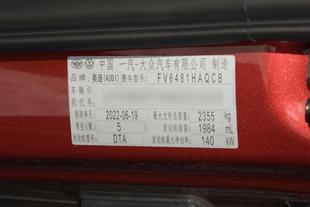 中国 一汽-大众汽车有限公司 制造
品牌:奥迪(AUDI) 整车型号: FV6481HAQCB
车辆识
制造年月: 2022-06-19 最大允许总质量: 2355 kg
乘坐人数: 5 人 发动机排量: 1984 mL
发动机型号: DTA 发动机最大净功率: 140 kW